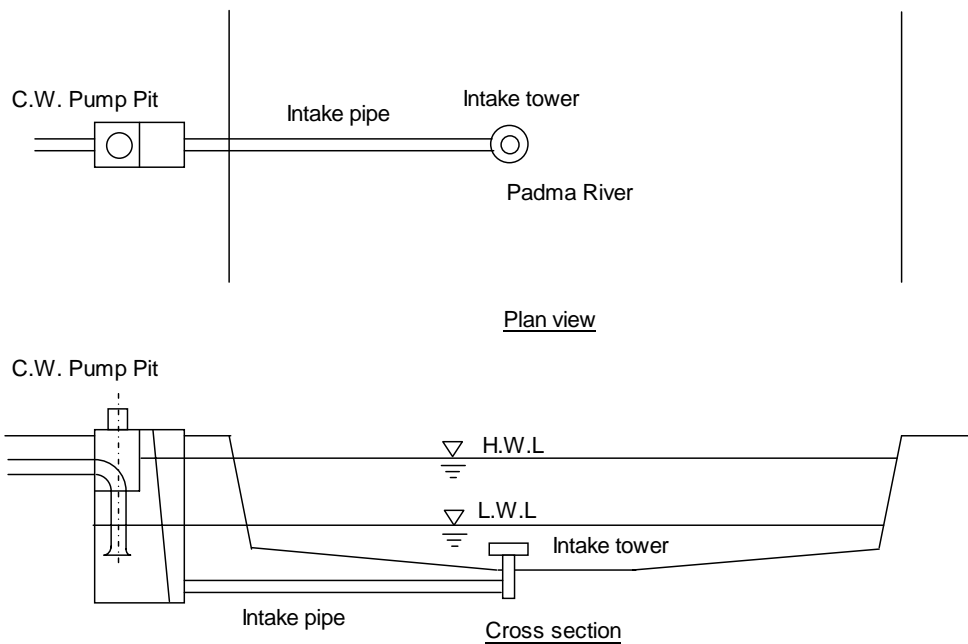 C.W. Pump Pit
Intake pipe
Intake tower
Padma River
Plan view
C.W. Pump Pit
H.W.L
L.W.L
Intake tower
Intake pipe
Cross section